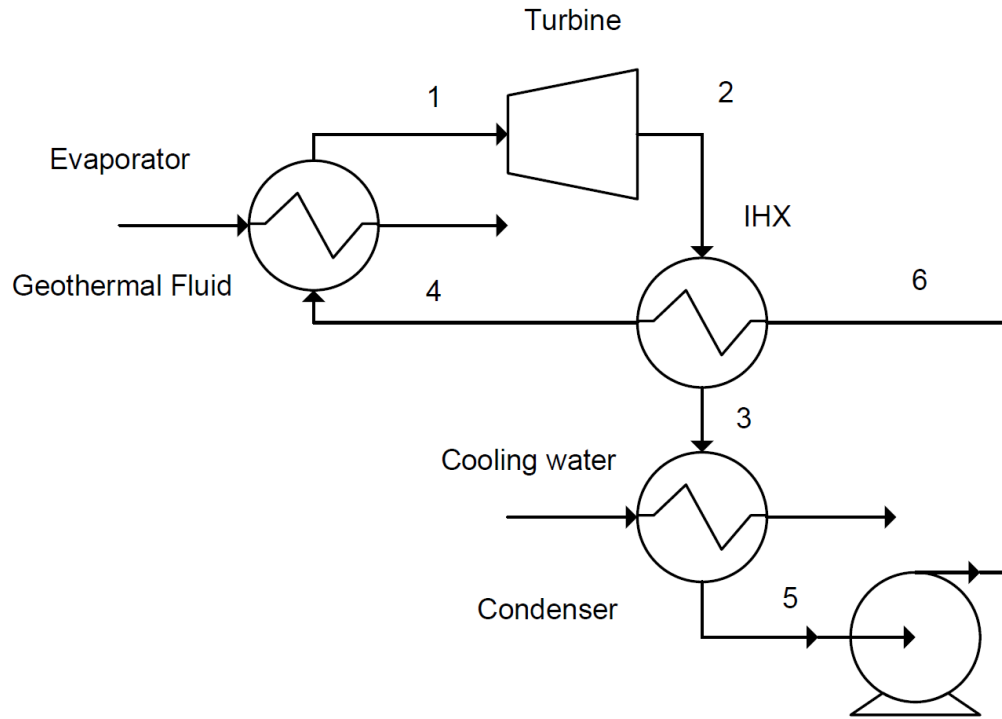 Turbine
1
2
Evaporator
IHX
Geothermal Fluid
4
6
3
Cooling water
Condenser
5